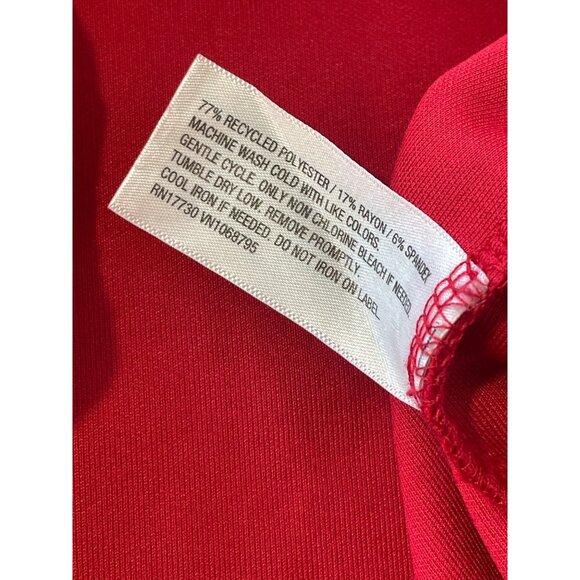 77% RECYCLED POLYESTER / 17% RAYON / 6% SPANDEX
MACHINE WASH COLD WITH LIKE COLORS.
GENTLE CYCLE. ONLY NON CHLORINE BLEACH IF NEEDED.
TUMBLE DRY LOW. REMOVE PROMPTLY.
COOL IRON IF NEEDED. DO NOT IRON ON LABEL.
RN17730 VN1069795